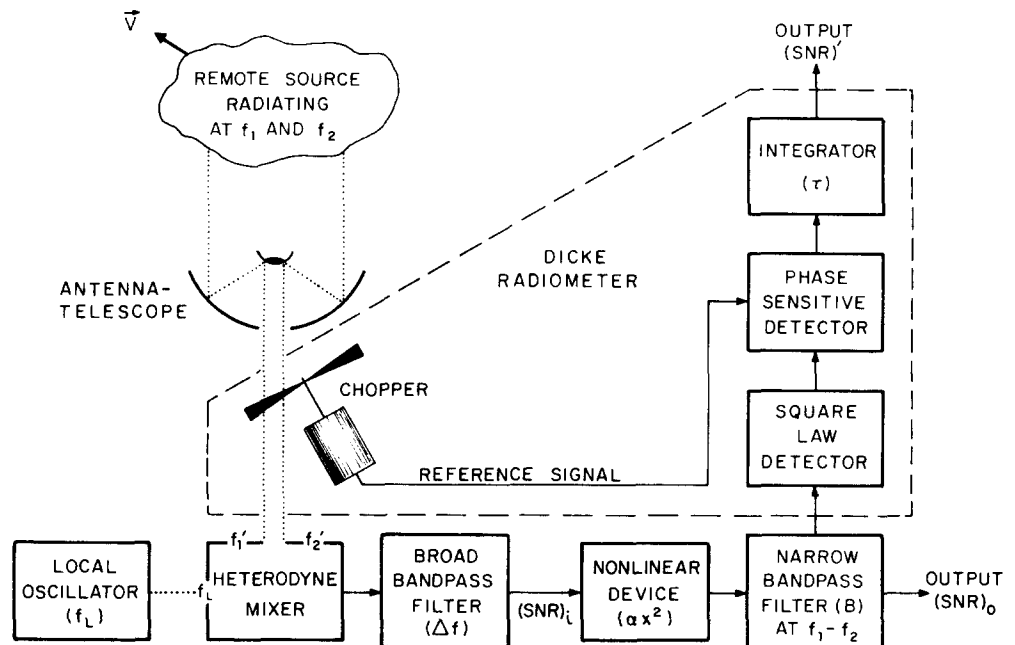 V
REMOTE SOURCE
RADIATING
AT f₁ AND f₂
ANTENNA-
TELESCOPE
CHOPPER
REFERENCE SIGNAL
DICKE
RADIOMETER
OUTPUT
(SNR)′
INTEGRATOR
(τ)
PHASE
SENSITIVE
DETECTOR
SQUARE
LAW
DETECTOR
LOCAL
OSCILLATOR
(f_L)
f_L
f₁′ f₂′
HETERODYNE
MIXER
BROAD
BANDPASS
FILTER
(Δf)
(SNR)ᵢ
NONLINEAR
DEVICE
(αx²)
NARROW
BANDPASS
FILTER (B)
AT f₁-f₂
OUTPUT
(SNR)₀